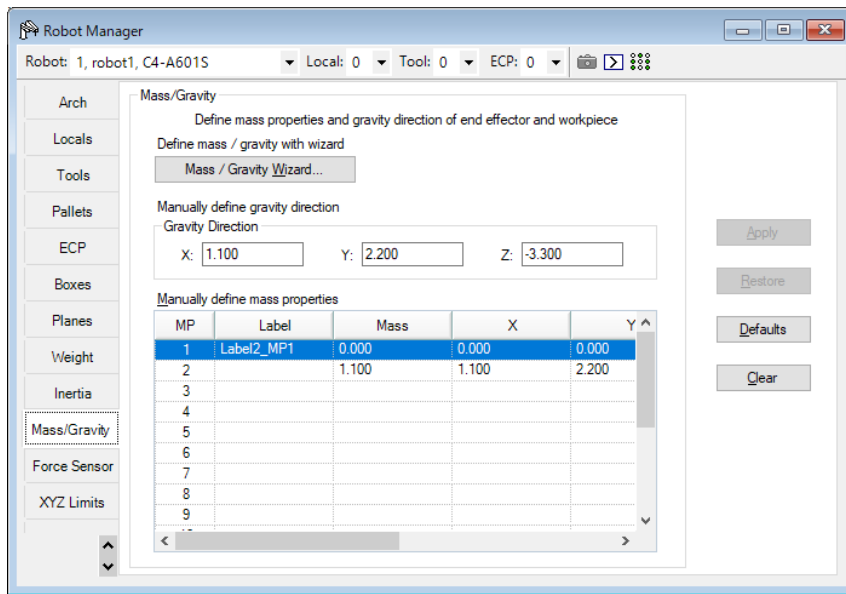 Robot Manager
Robot: 1, robot1, C4-A601S Local: 0 Tool: 0 ECP: 0
Arch
Locals
Tools
Pallets
ECP
Boxes
Planes
Weight
Inertia
Mass/Gravity
Force Sensor
XYZ Limits
Mass/Gravity
Define mass properties and gravity direction of end effector and workpiece
Define mass / gravity with wizard
Mass / Gravity Wizard...
Manually define gravity direction
Gravity Direction
X: 1.100 Y: 2.200 Z: -3.300
Manually define mass properties
MP Label Mass X Y
1 Label2_MP1 0.000 0.000 0.000
2 1.100 1.100 2.200
3
4
5
6
7
8
9
Apply
Restore
Defaults
Clear